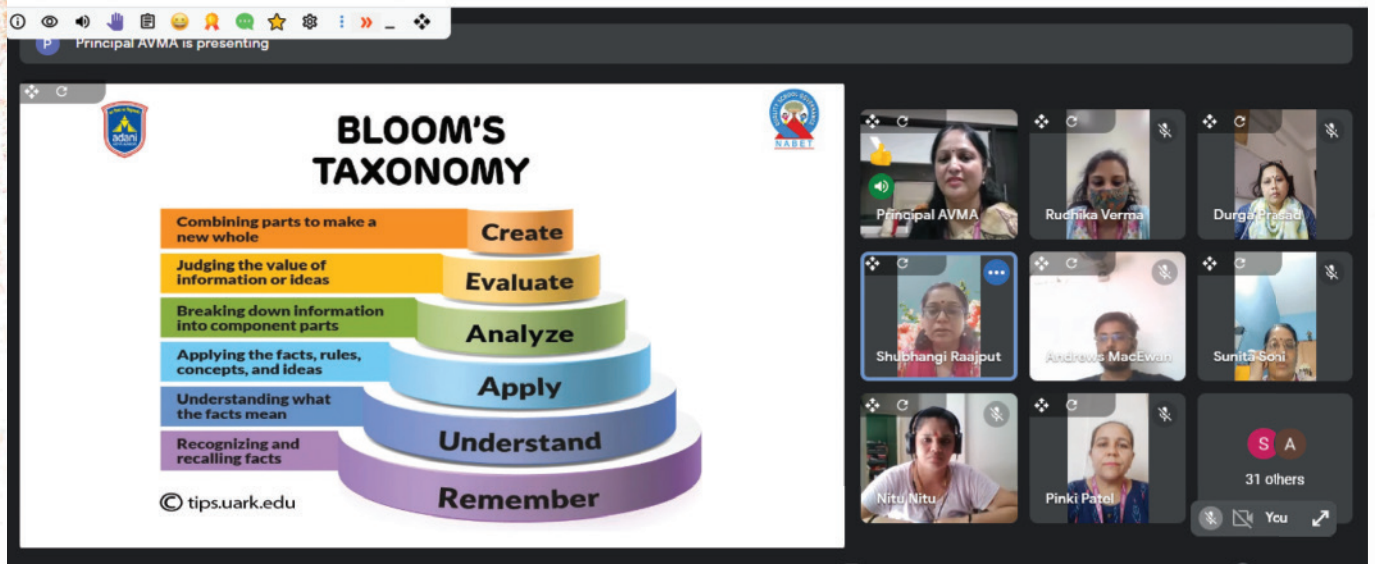 P Principal AVMA is presenting
adani
BLOOM'S
TAXONOMY
QUALITY SCHOOL GOVERNANCE
NABET
Combining parts to make a
new whole
Create
Judging the value of
information or ideas
Evaluate
Breaking down information
into component parts
Analyze
Applying the facts, rules,
concepts, and ideas
Apply
Understanding what
the facts mean
Understand
Recognizing and
recalling facts
Remember
© tips.uark.edu
Principal AVMA
Ruchika Verma
Durga Prasad
Shubhangi Raajput
Andrews MacEwan
Sunita Soni
Nitu Nitu
Pinki Patel
S A
31 others
You